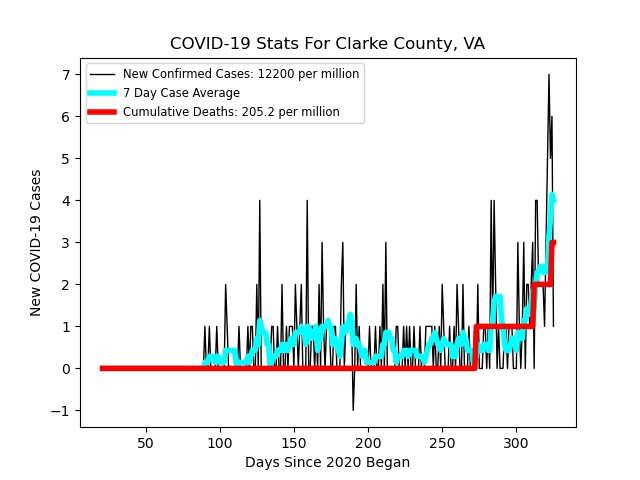 COVID-19 Stats For Clarke County, VA
New Confirmed Cases: 12200 per million
7 Day Case Average
Cumulative Deaths: 205.2 per million
New COVID-19 Cases
7
6
5
4
3
2
1
0
−1
50 100 150 200 250 300
Days Since 2020 Began